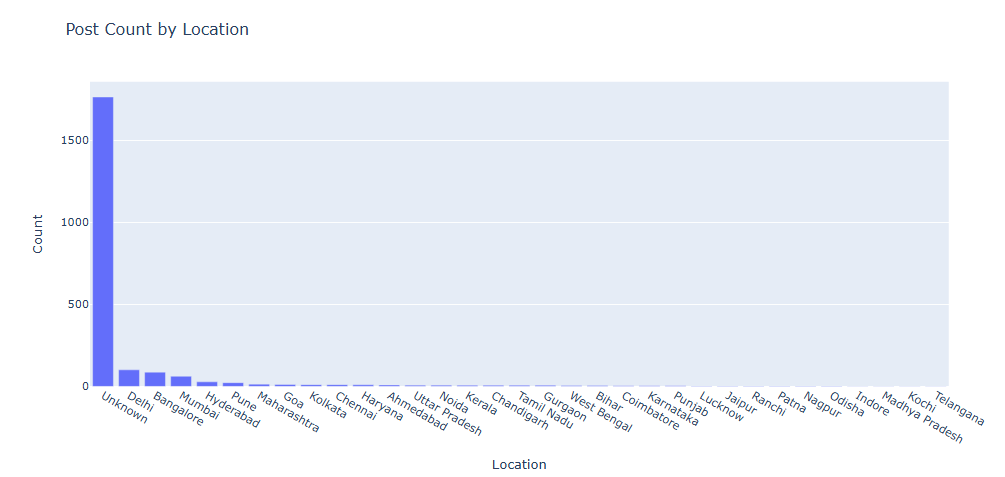 Post Count by Location
Count
1500
1000
500
0
Unknown
Delhi
Bangalore
Mumbai
Hyderabad
Pune
Maharashtra
Goa
Kolkata
Chennai
Haryana
Ahmedabad
Uttar Pradesh
Noida
Kerala
Chandigarh
Tamil Nadu
Gurgaon
West Bengal
Bihar
Coimbatore
Karnataka
Punjab
Lucknow
Jaipur
Ranchi
Patna
Nagpur
Odisha
Indore
Madhya Pradesh
Kochi
Telangana
Location